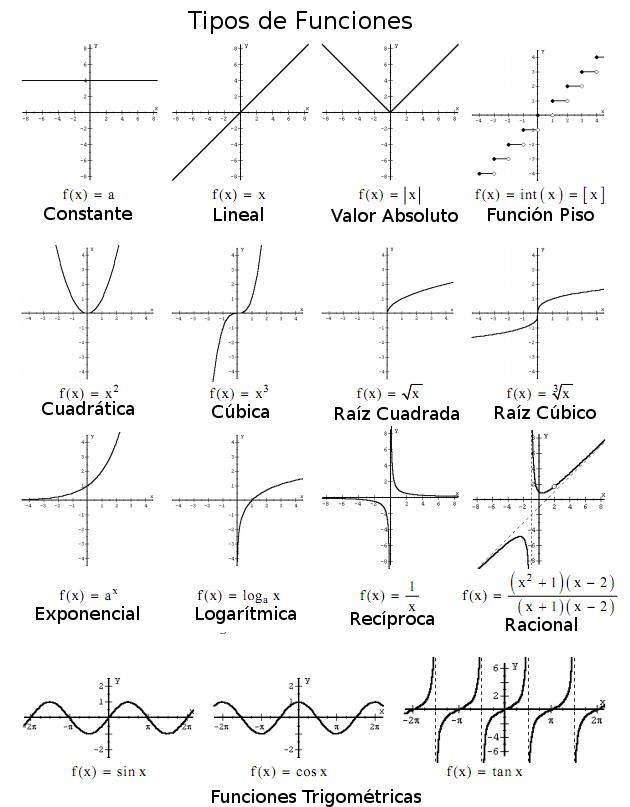 Tipos de Funciones
f(x) = a
f(x) = x
f(x) = |x|
f(x) = int(x) = [x]
Constante
Lineal
Valor Absoluto
Función Piso
f(x) = x²
f(x) = x³
f(x) = √x
f(x) = ∛x
Cuadrática
Cúbica
Raíz Cuadrada
Raíz Cúbico
f(x) = aˣ
f(x) = logₐ x
f(x) = 1/x
f(x) = (x² + 1)(x − 2) / (x + 1)(x − 2)
Exponencial
Logarítmica
Recíproca
Racional
f(x) = sin x
f(x) = cos x
f(x) = tan x
Funciones Trigométricas